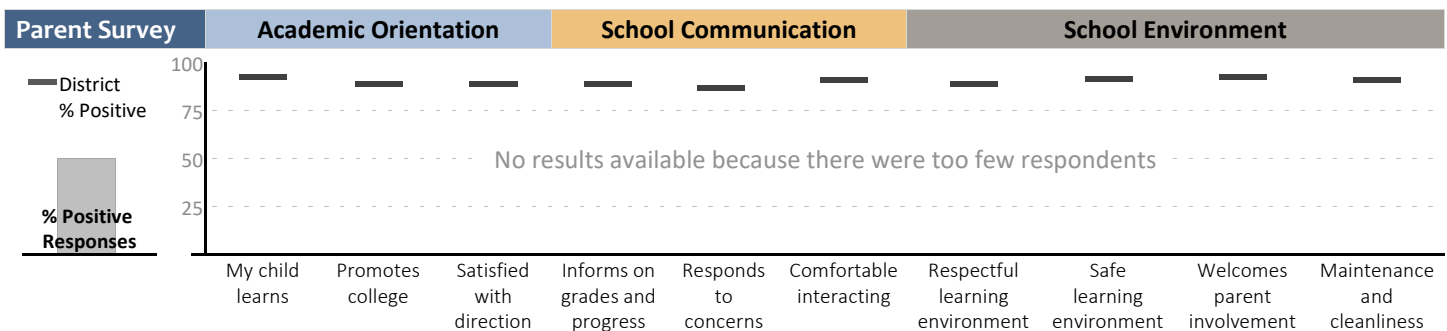 Parent Survey Academic Orientation School Communication School Environment
District
% Positive
% Positive
Responses
100
75
50
25
No results available because there were too few respondents
My child
learns
Promotes
college
Satisfied
with
direction
Informs on
grades and
progress
Responds
to
concerns
Comfortable
interacting
Respectful
learning
environment
Safe
learning
environment
Welcomes
parent
involvement
Maintenance
and
cleanliness